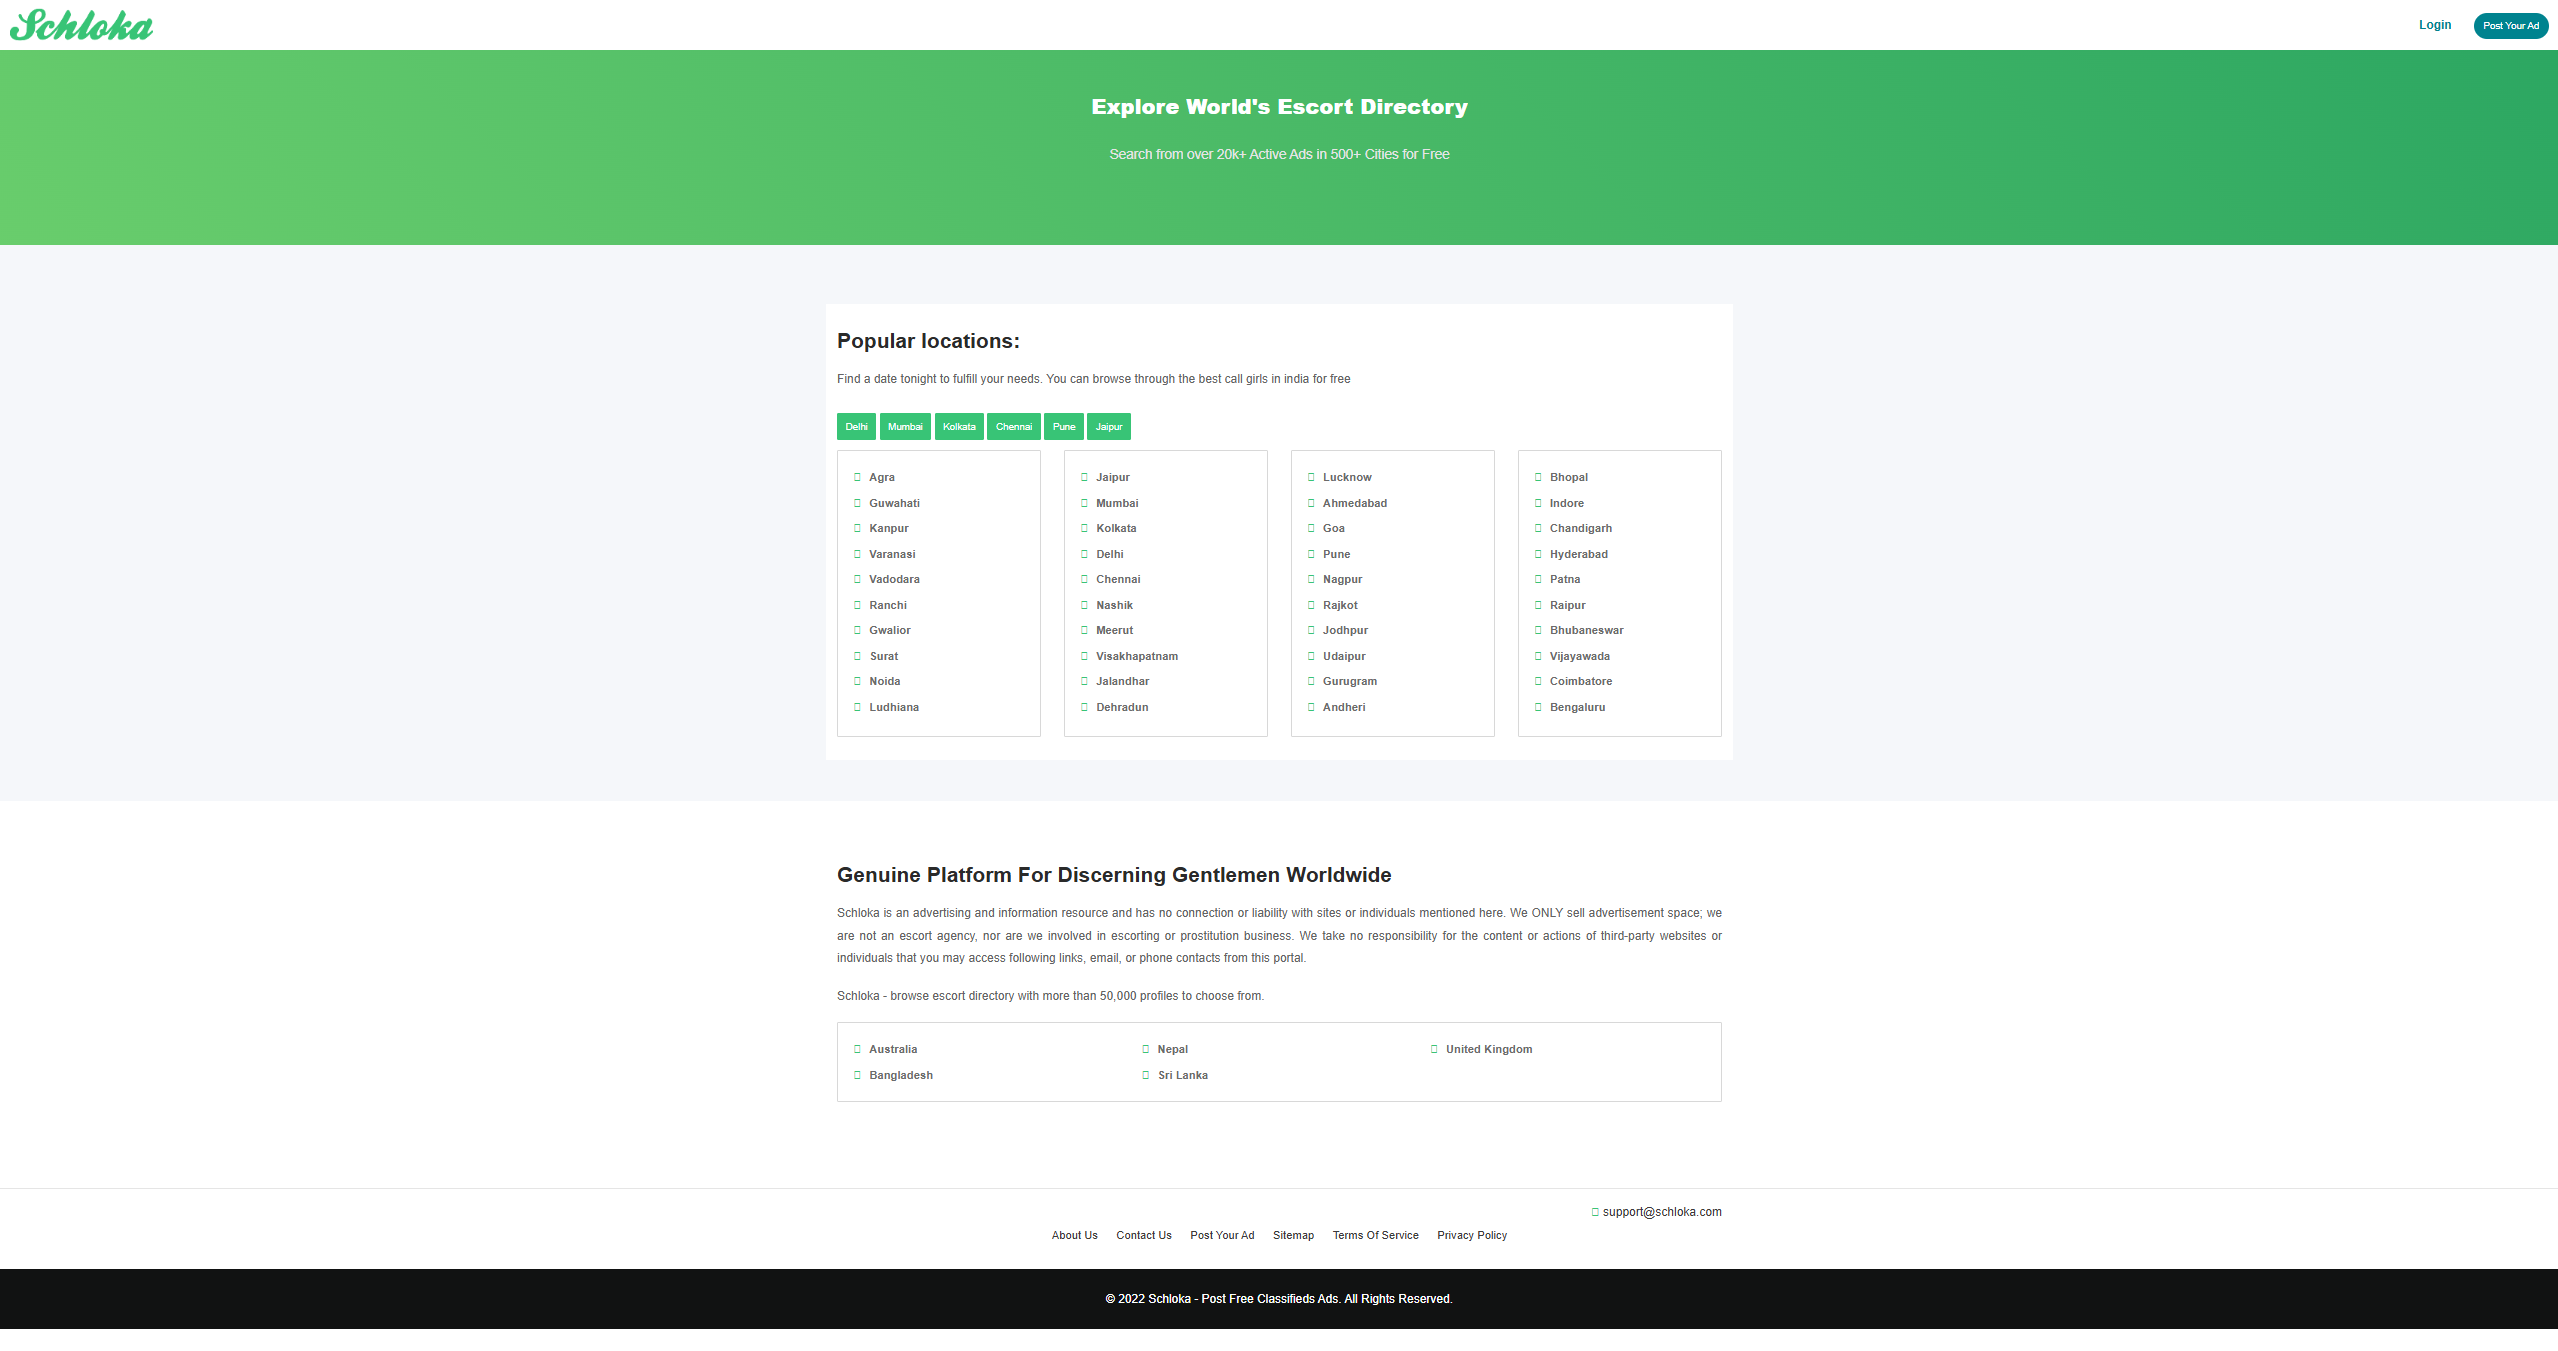 Schloka
Login
Post Your Ad
Explore World's Escort Directory
Search from over 20k+ Active Ads in 500+ Cities for Free
Popular locations:
Find a date tonight to fulfill your needs. You can browse through the best call girls in india for free
Delhi Mumbai Kolkata Chennai Pune Jaipur
Agra
Guwahati
Kanpur
Varanasi
Vadodara
Ranchi
Gwalior
Surat
Noida
Ludhiana
Jaipur
Mumbai
Kolkata
Delhi
Chennai
Nashik
Meerut
Visakhapatnam
Jalandhar
Dehradun
Lucknow
Ahmedabad
Goa
Pune
Nagpur
Rajkot
Jodhpur
Udaipur
Gurugram
Andheri
Bhopal
Indore
Chandigarh
Hyderabad
Patna
Raipur
Bhubaneswar
Vijayawada
Coimbatore
Bengaluru
Genuine Platform For Discerning Gentlemen Worldwide
Schloka is an advertising and information resource and has no connection or liability with sites or individuals mentioned here. We ONLY sell advertisement space; we
are not an escort agency, nor are we involved in escorting or prostitution business. We take no responsibility for the content or actions of third-party websites or
individuals that you may access following links, email, or phone contacts from this portal.
Schloka - browse escort directory with more than 50,000 profiles to choose from.
Australia
Bangladesh
Nepal
Sri Lanka
United Kingdom
support@schloka.com
About Us Contact Us Post Your Ad Sitemap Terms Of Service Privacy Policy
© 2022 Schloka - Post Free Classifieds Ads. All Rights Reserved.